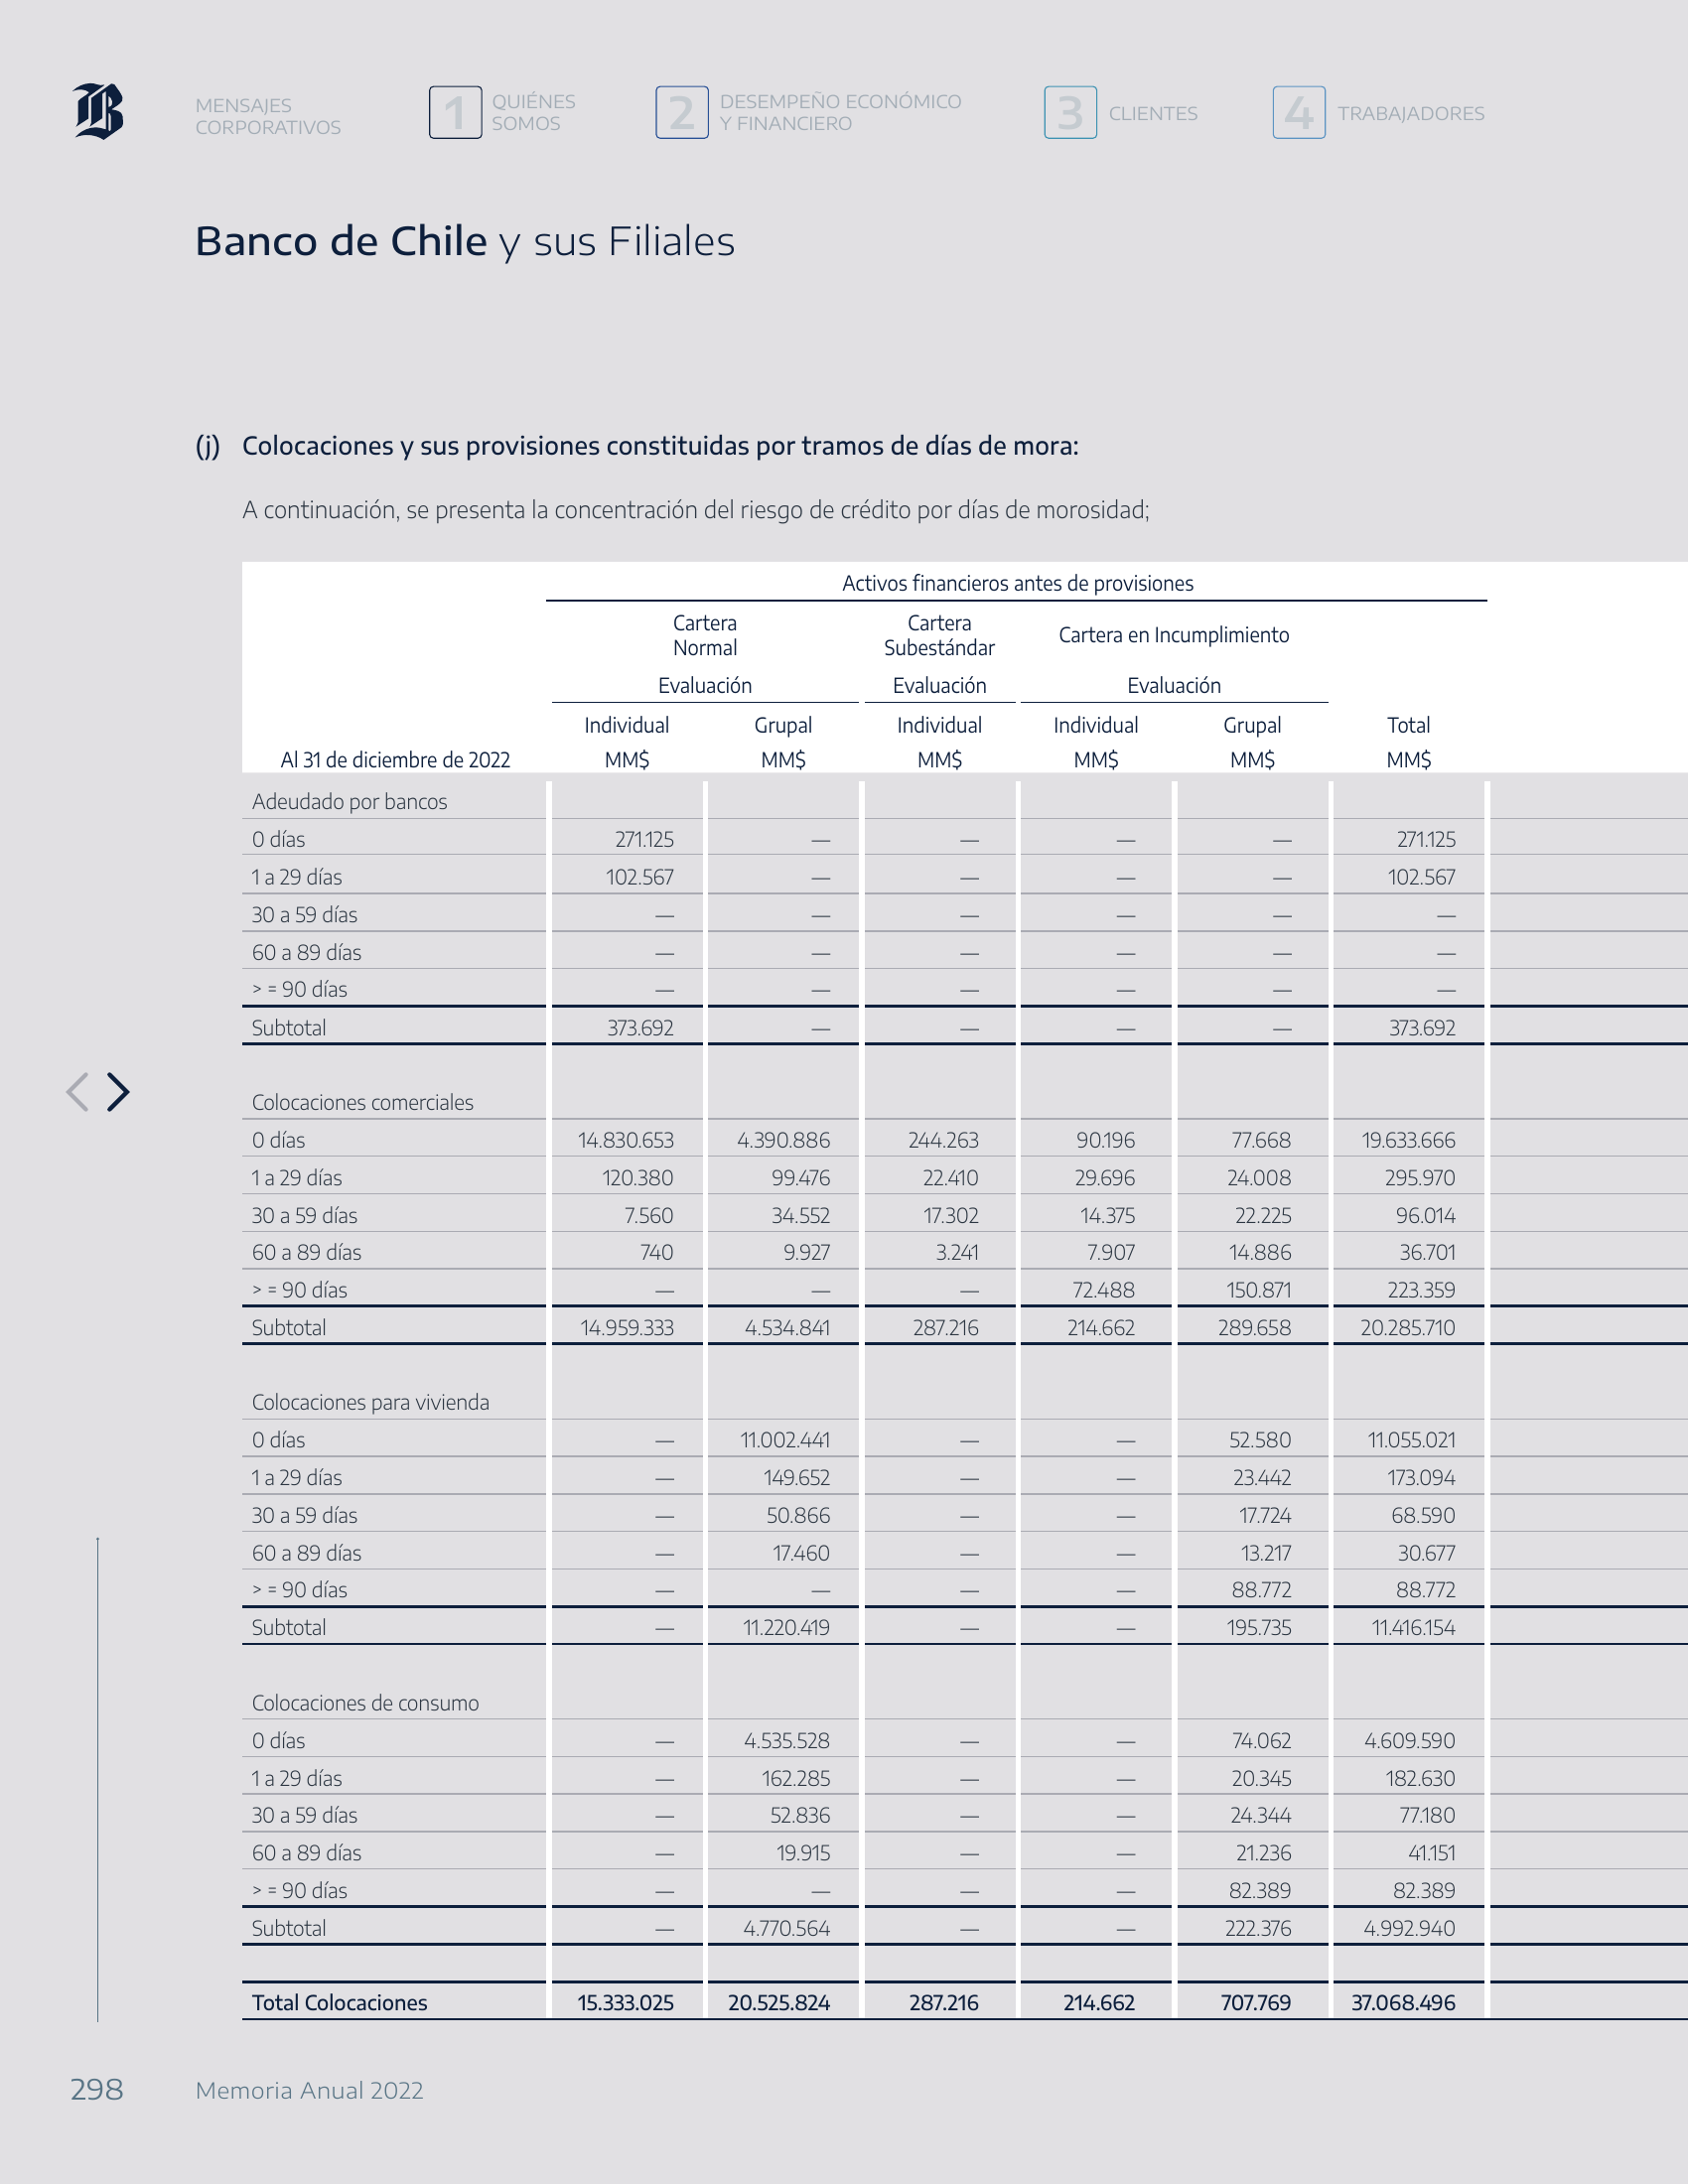 B
MENSAJES
CORPORATIVOS
1 QUIÉNES
SOMOS
2 DESEMPEÑO ECONÓMICO
Y FINANCIERO
3 CLIENTES
4 TRABAJADORES
Banco de Chile y sus Filiales
(j) Colocaciones y sus provisiones constituidas por tramos de días de mora:
A continuación, se presenta la concentración del riesgo de crédito por días de morosidad;
Activos financieros antes de provisiones
Cartera Normal Cartera Subestándar Cartera en Incumplimiento
Evaluación Evaluación Evaluación
Individual Grupal Individual Individual Grupal Total
Al 31 de diciembre de 2022 MM$ MM$ MM$ MM$ MM$ MM$
Adeudado por bancos
0 días 271.125 — — — — 271.125
1 a 29 días 102.567 — — — — 102.567
30 a 59 días — — — — — —
60 a 89 días — — — — — —
> = 90 días — — — — — —
Subtotal 373.692 — — — — 373.692
Colocaciones comerciales
0 días 14.830.653 4.390.886 244.263 90.196 77.668 19.633.666
1 a 29 días 120.380 99.476 22.410 29.696 24.008 295.970
30 a 59 días 7.560 34.552 17.302 14.375 22.225 96.014
60 a 89 días 740 9.927 3.241 7.907 14.886 36.701
> = 90 días — — — 72.488 150.871 223.359
Subtotal 14.959.333 4.534.841 287.216 214.662 289.658 20.285.710
Colocaciones para vivienda
0 días — 11.002.441 — — 52.580 11.055.021
1 a 29 días — 149.652 — — 23.442 173.094
30 a 59 días — 50.866 — — 17.724 68.590
60 a 89 días — 17.460 — — 13.217 30.677
> = 90 días — — — — 88.772 88.772
Subtotal — 11.220.419 — — 195.735 11.416.154
Colocaciones de consumo
0 días — 4.535.528 — — 74.062 4.609.590
1 a 29 días — 162.285 — — 20.345 182.630
30 a 59 días — 52.836 — — 24.344 77.180
60 a 89 días — 19.915 — — 21.236 41.151
> = 90 días — — — — 82.389 82.389
Subtotal — 4.770.564 — — 222.376 4.992.940
Total Colocaciones 15.333.025 20.525.824 287.216 214.662 707.769 37.068.496
298 Memoria Anual 2022